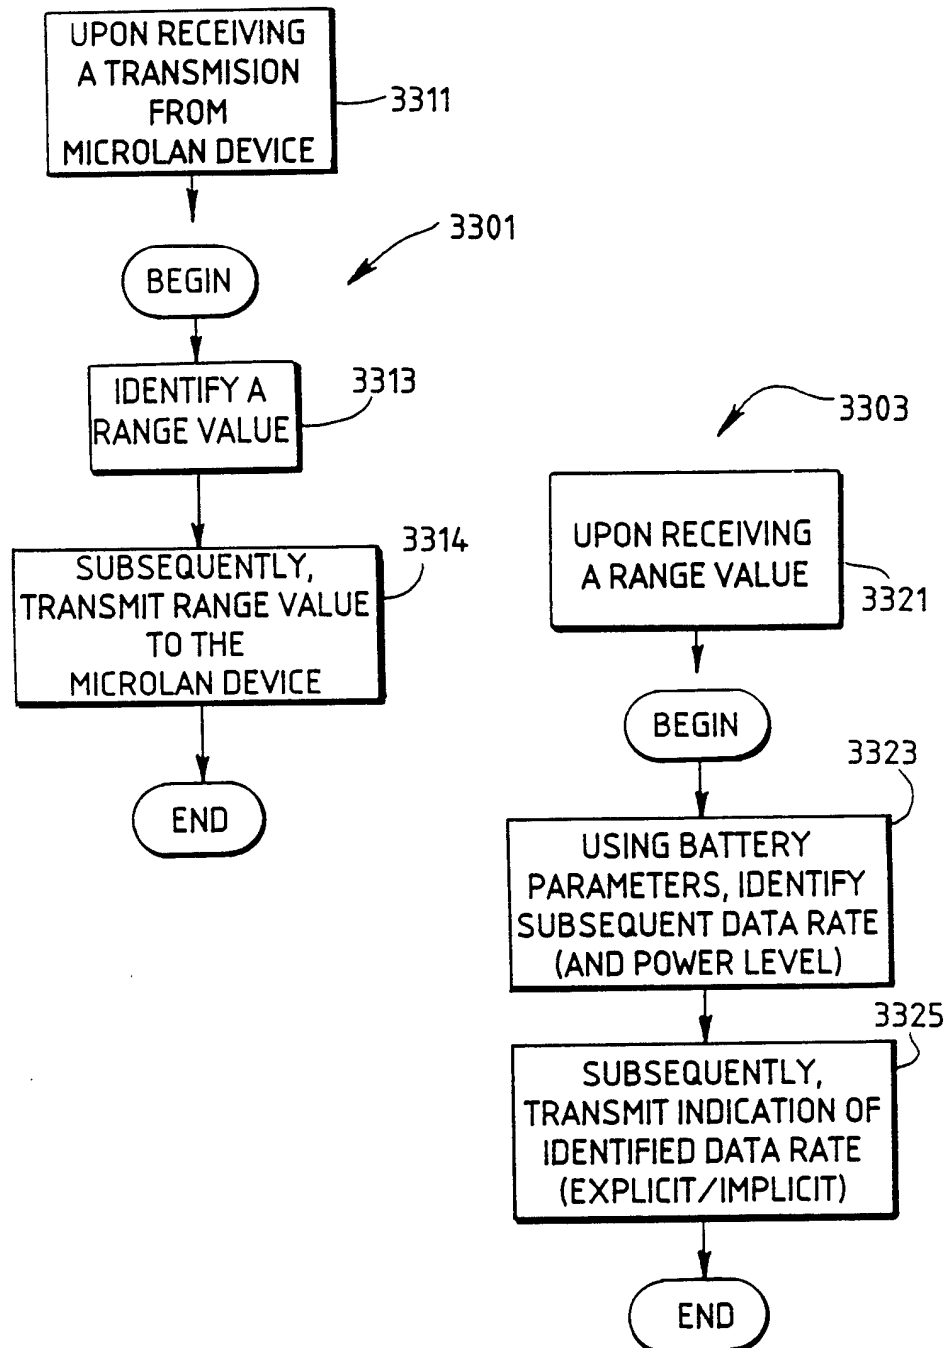 UPON RECEIVING
A TRANSMISION
FROM
MICROLAN DEVICE
3311
3301
BEGIN
IDENTIFY A
RANGE VALUE
3313
SUBSEQUENTLY,
TRANSMIT RANGE VALUE
TO THE
MICROLAN DEVICE
3314
END
3303
UPON RECEIVING
A RANGE VALUE
3321
BEGIN
3323
USING BATTERY
PARAMETERS, IDENTIFY
SUBSEQUENT DATA RATE
(AND POWER LEVEL)
3325
SUBSEQUENTLY,
TRANSMIT INDICATION OF
IDENTIFIED DATA RATE
(EXPLICIT/IMPLICIT)
END